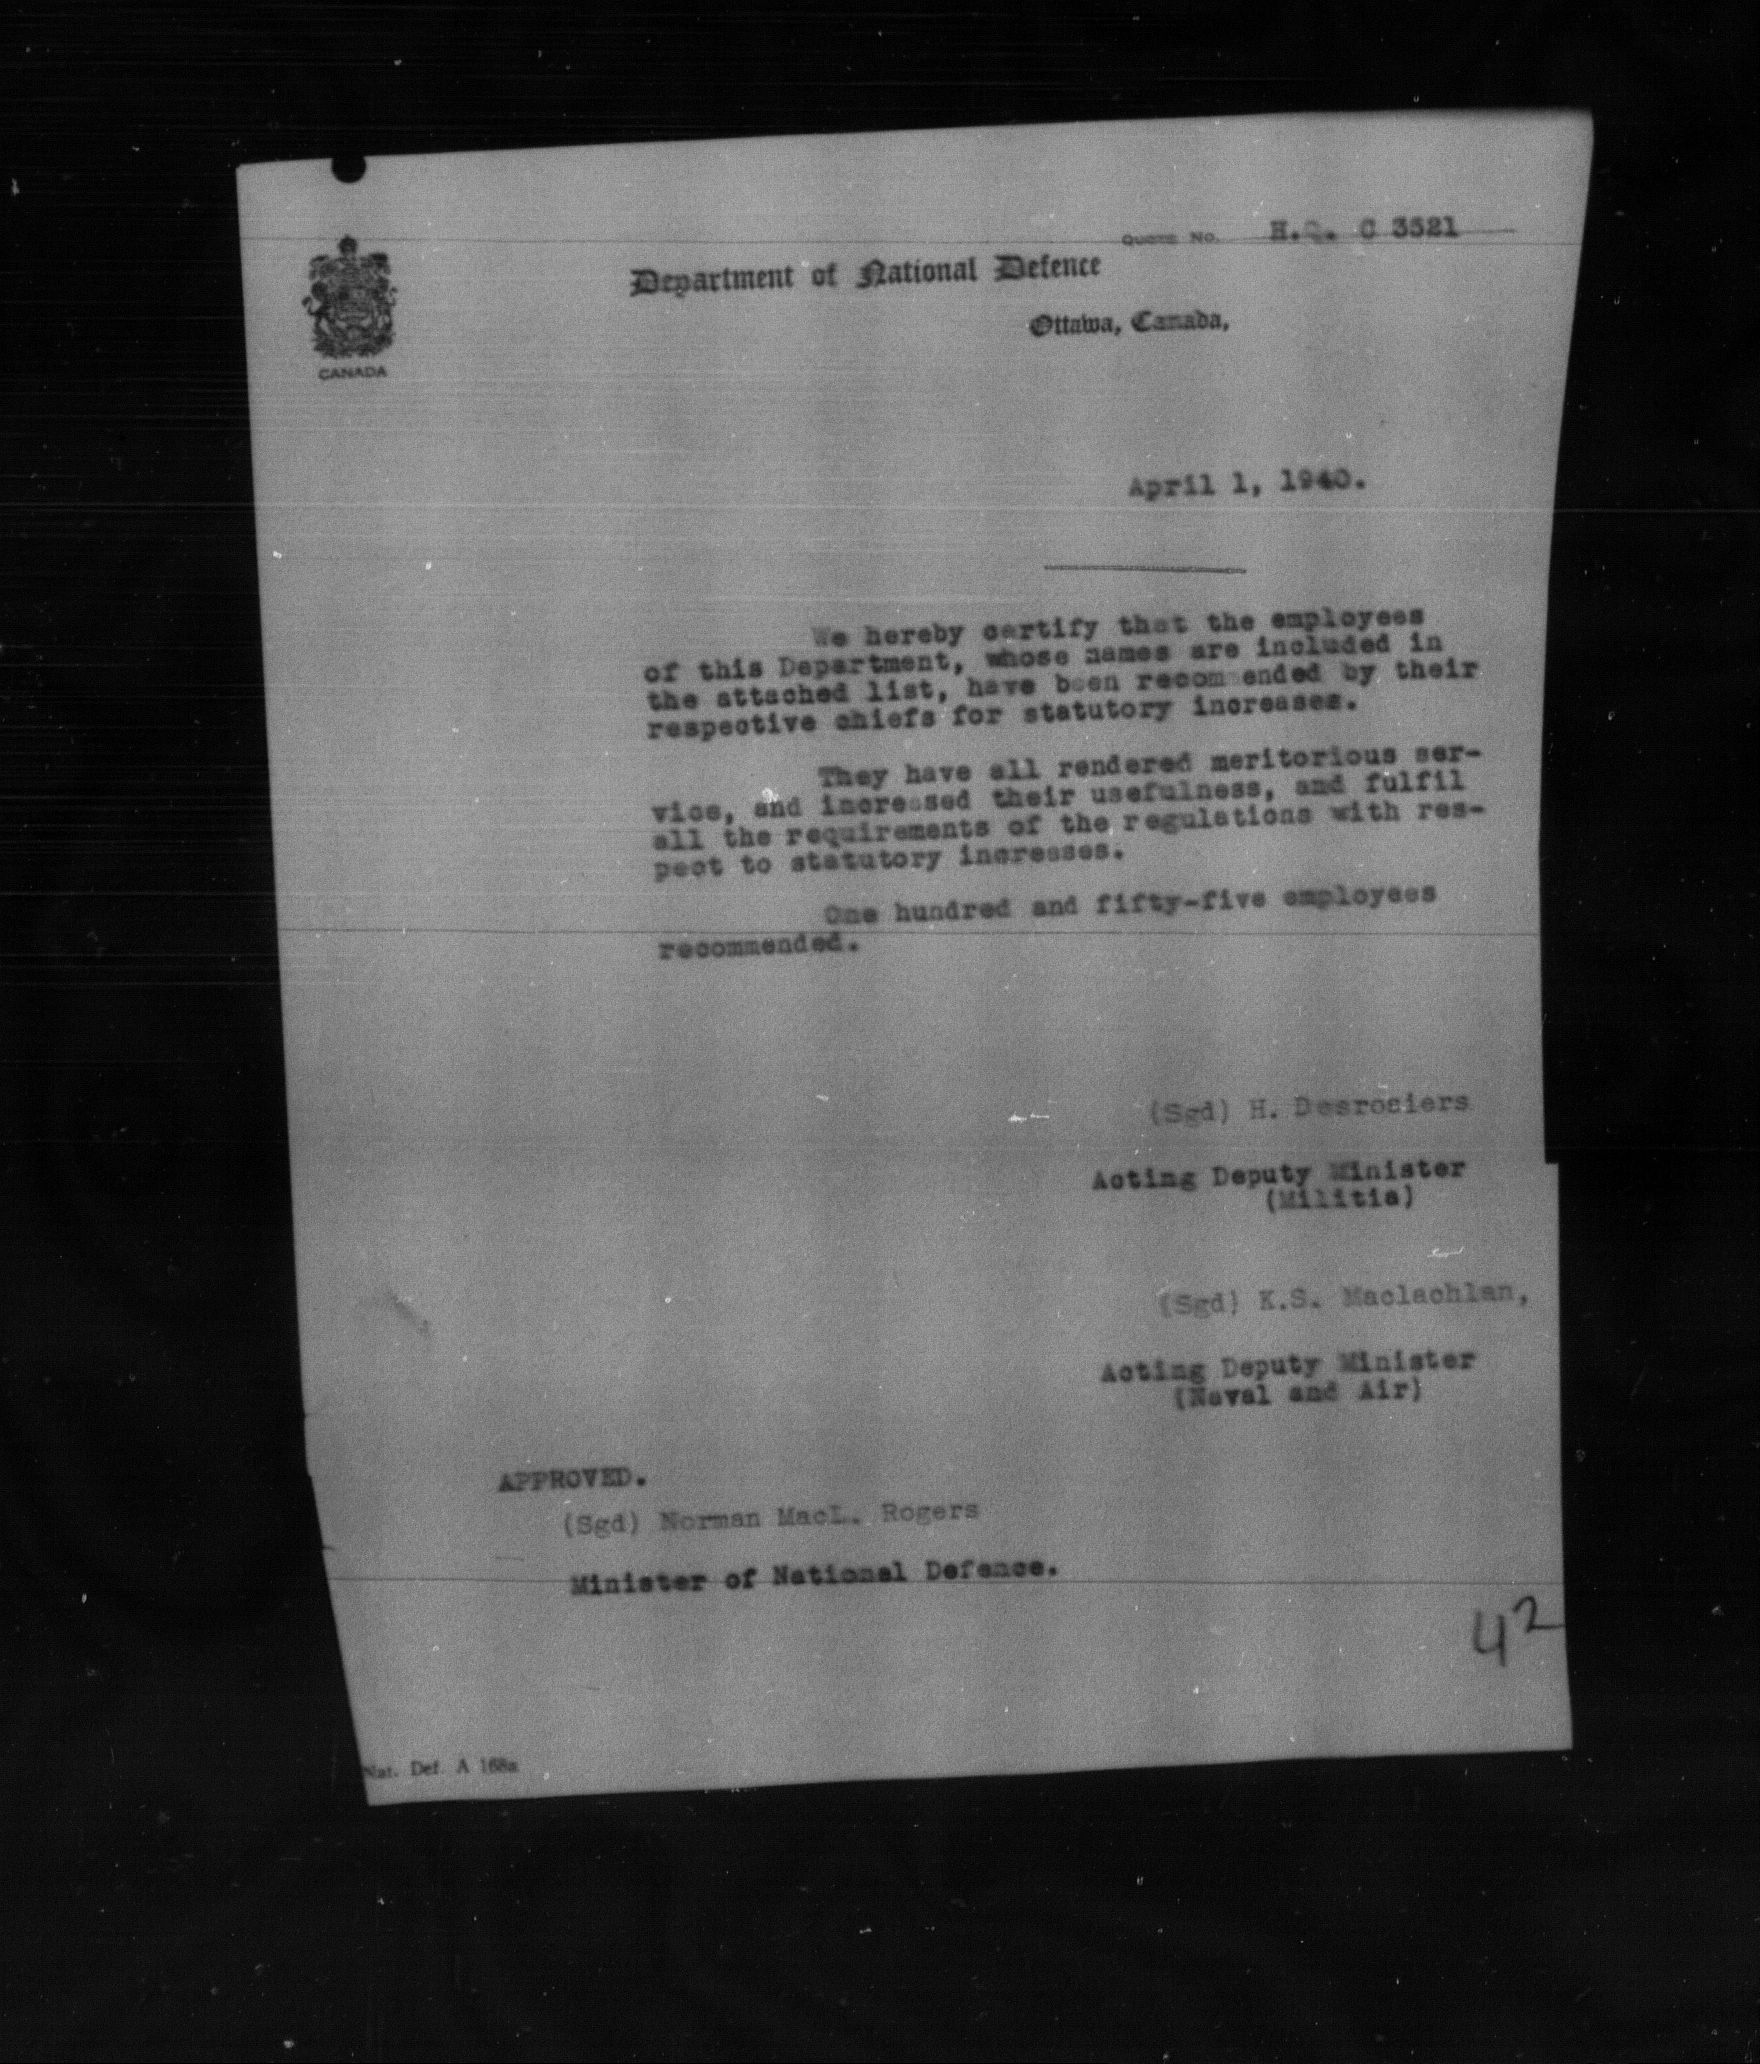 QUOTE NO. H.Q. C 3521
Department of National Defence
Ottawa, Canada,
CANADA
April 1, 1940.
We hereby certify that the employees
of this Department, whose names are included in
the attached list, have been recommended by their
respective chiefs for statutory increases.
They have all rendered meritorious ser-
vice, and increased their usefulness, and fulfil
all the requirements of the regulations with res-
pect to statutory increases.
One hundred and fifty-five employees
recommended.
(Sgd) H. Desrosiers
Acting Deputy Minister
(Militia)
(Sgd) K.S. Maclachlan,
Acting Deputy Minister
(Naval and Air)
APPROVED.
(Sgd) Norman MacL. Rogers
Minister of National Defence.
42
Nat. Def. A 168a